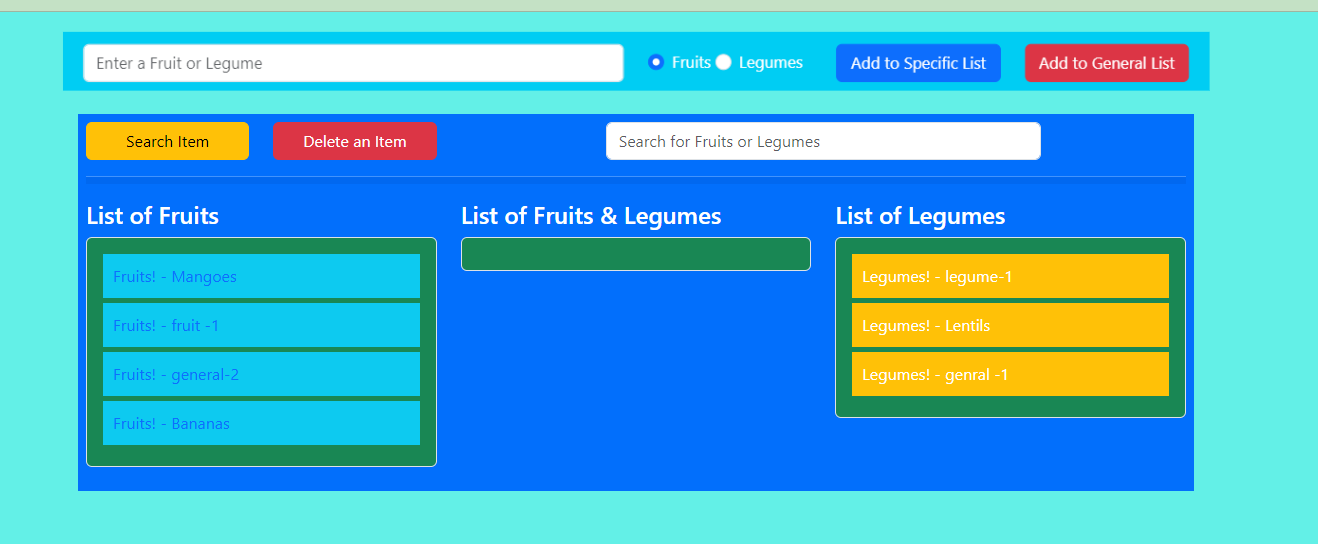 Enter a Fruit or Legume
Fruits Legumes
Add to Specific List
Add to General List
Search Item
Delete an Item
Search for Fruits or Legumes
List of Fruits
Fruits! - Mangoes
Fruits! - fruit -1
Fruits! - general-2
Fruits! - Bananas
List of Fruits & Legumes
List of Legumes
Legumes! - legume-1
Legumes! - Lentils
Legumes! - genral -1